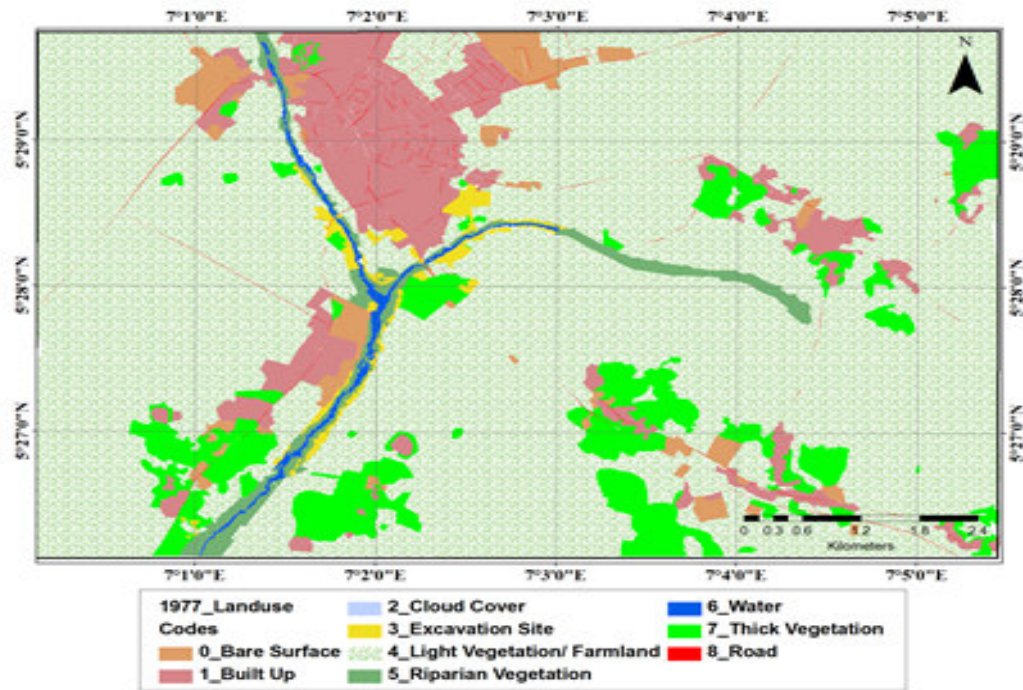 7°1'0"E 7°2'0"E 7°3'0"E 7°4'0"E 7°5'0"E
N
5°29'0"N 5°29'0"N
5°28'0"N 5°28'0"N
5°27'0"N 5°27'0"N
0 0.3 0.6 1.2 1.8 2.4
Kilometers
7°1'0"E 7°2'0"E 7°3'0"E 7°4'0"E 7°5'0"E
1977_Landuse 2_Cloud Cover 6_Water
Codes 3_Excavation Site 7_Thick Vegetation
0_Bare Surface 4_Light Vegetation/ Farmland 8_Road
1_Built Up 5_Riparian Vegetation